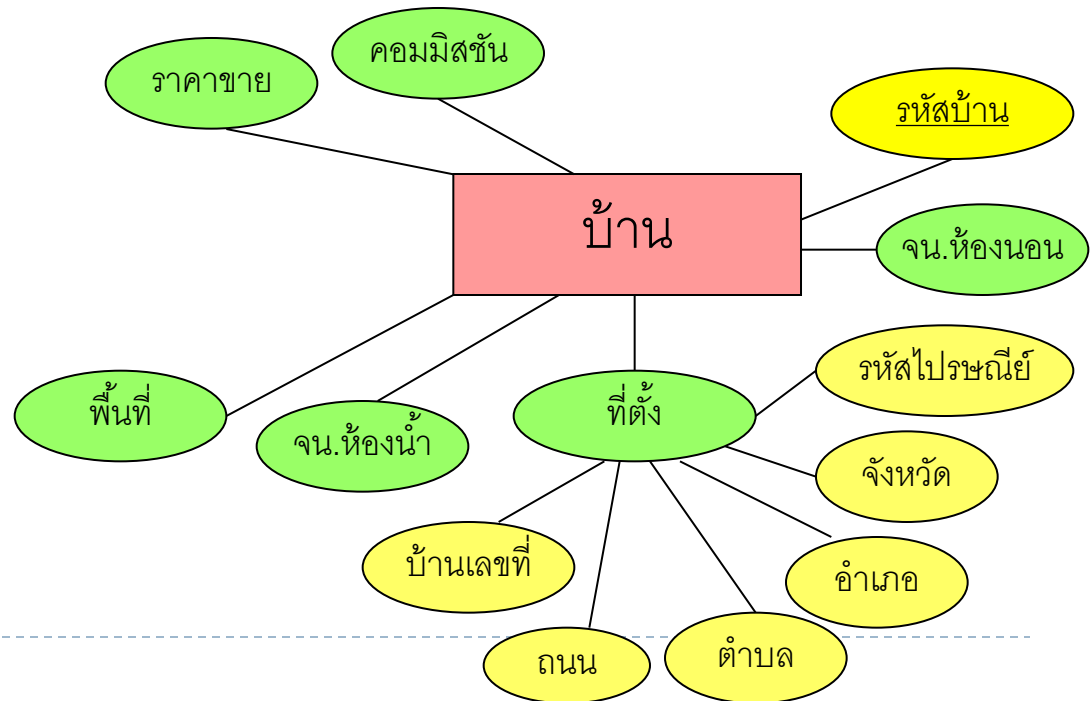 คอมมิสชัน
ราคาขาย
รหัสบ้าน
บ้าน
จน.ห้องนอน
รหัสไปรษณีย์
พื้นที่
จน.ห้องน้ำ
ที่ตั้ง
จังหวัด
บ้านเลขที่
อำเภอ
ถนน
ตำบล